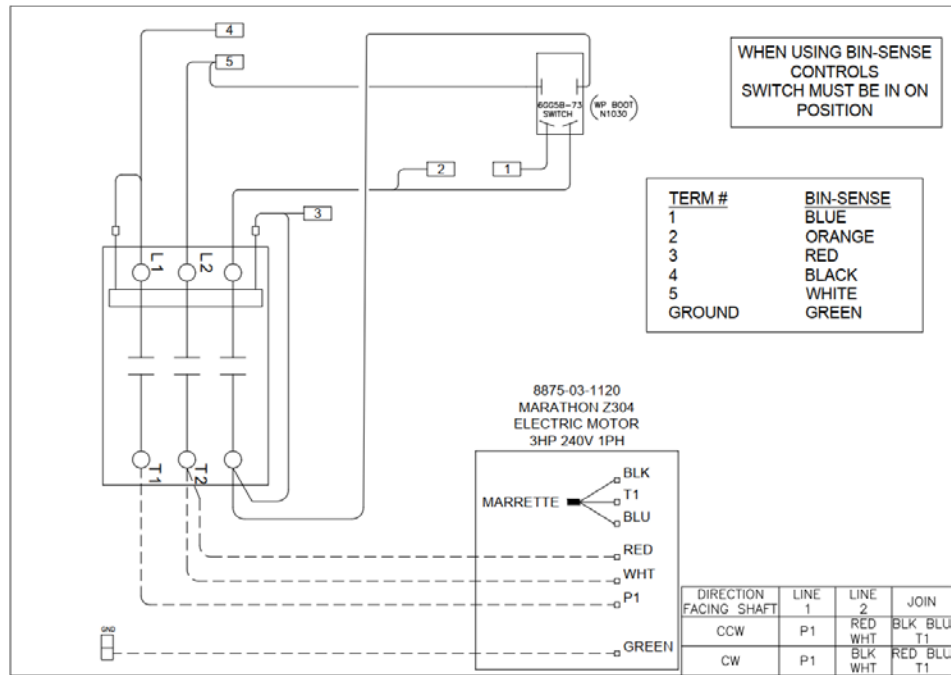 4
5
WHEN USING BIN-SENSE
CONTROLS
SWITCH MUST BE IN ON
POSITION
6GG5B-73
SWITCH
(WP BOOT
N1030)
2
1
3
TERM #	BIN-SENSE
1	BLUE
2	ORANGE
3	RED
4	BLACK
5	WHITE
GROUND	GREEN
L1
L2
T1
T2
8875-03-1120
MARATHON Z304
ELECTRIC MOTOR
3HP 240V 1PH
MARRETTE
BLK
T1
BLU
RED
WHT
P1
GREEN
GND
DIRECTION FACING SHAFT	LINE 1	LINE 2	JOIN
CCW	P1	RED WHT	BLK BLU T1
CW	P1	BLK WHT	RED BLU T1